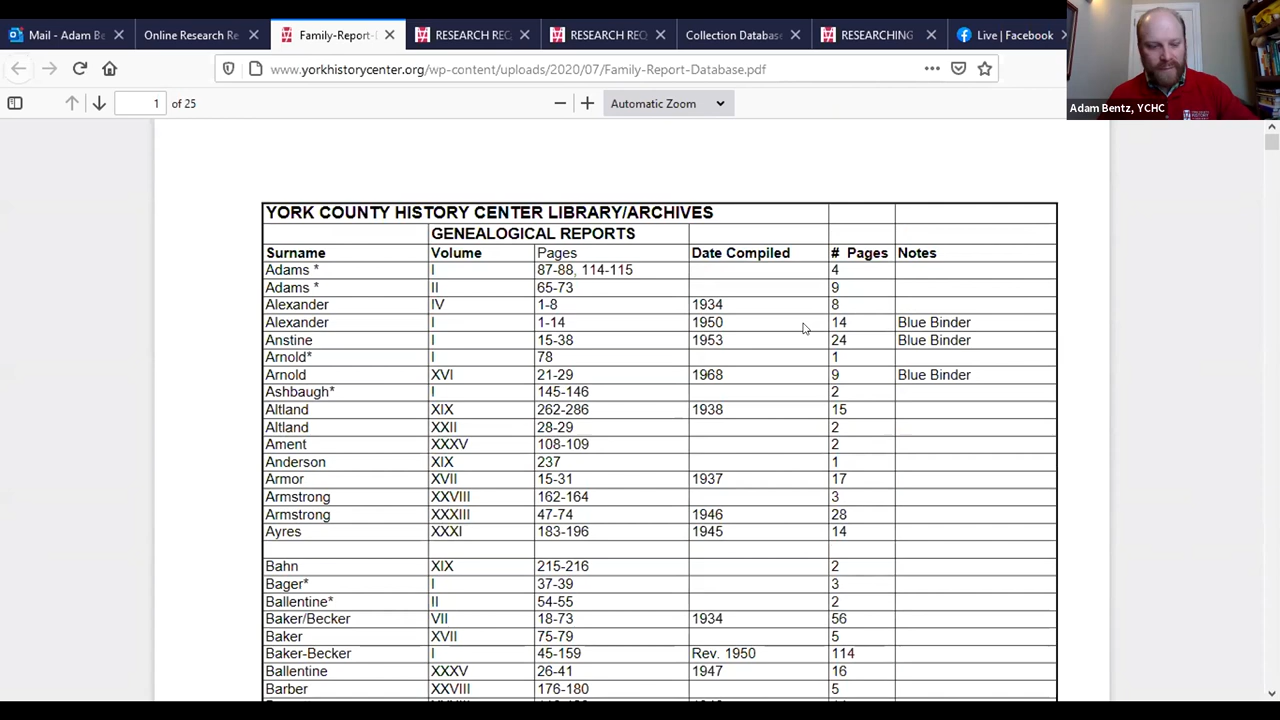 Mail - Adam Be
Online Research Re
Family-Report-
RESEARCH REQ
RESEARCH REQ
Collection Databas
RESEARCHING
Live | Facebook
www.yorkhistorycenter.org/wp-content/uploads/2020/07/Family-Report-Database.pdf
Adam Bentz, YCHC
1 of 25
Automatic Zoom
YORK COUNTY HISTORY CENTER LIBRARY/ARCHIVES
GENEALOGICAL REPORTS
Surname Volume Pages Date Compiled # Pages Notes
Adams * I 87-88, 114-115 4
Adams * II 65-73 9
Alexander IV 1-8 1934 8
Alexander I 1-14 1950 14 Blue Binder
Anstine I 15-38 1953 24 Blue Binder
Arnold* I 78 1
Arnold XVI 21-29 1968 9 Blue Binder
Ashbaugh* I 145-146 2
Altland XIX 262-286 1938 15
Altland XXII 28-29 2
Ament XXXV 108-109 2
Anderson XIX 237 1
Armor XVII 15-31 1937 17
Armstrong XXVIII 162-164 3
Armstrong XXXIII 47-74 1946 28
Ayres XXXI 183-196 1945 14
Bahn XIX 215-216 2
Bager* I 37-39 3
Ballentine* II 54-55 2
Baker/Becker VII 18-73 1934 56
Baker XVII 75-79 5
Baker-Becker I 45-159 Rev. 1950 114
Ballentine XXXV 26-41 1947 16
Barber XXVIII 176-180 5